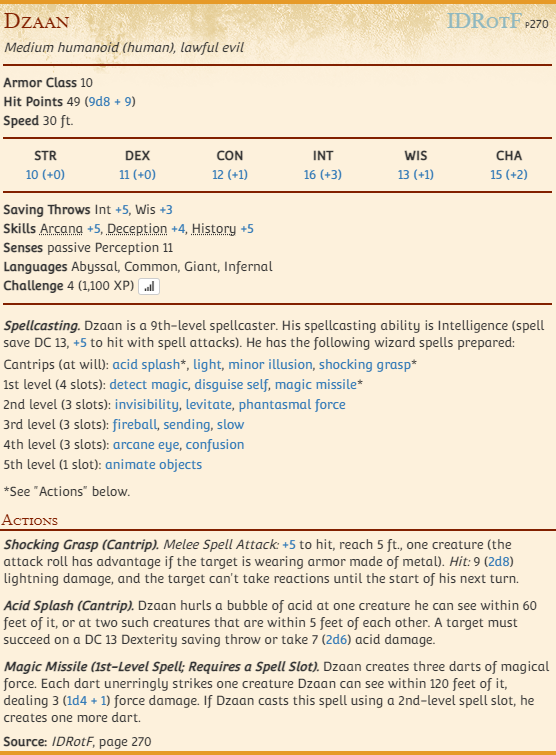 Dzaan IDRotF p270
Medium humanoid (human), lawful evil
Armor Class 10
Hit Points 49 (9d8 + 9)
Speed 30 ft.
STR DEX CON INT WIS CHA
10 (+0) 11 (+0) 12 (+1) 16 (+3) 13 (+1) 15 (+2)
Saving Throws Int +5, Wis +3
Skills Arcana +5, Deception +4, History +5
Senses passive Perception 11
Languages Abyssal, Common, Giant, Infernal
Challenge 4 (1,100 XP)
Spellcasting. Dzaan is a 9th-level spellcaster. His spellcasting ability is Intelligence (spell
save DC 13, +5 to hit with spell attacks). He has the following wizard spells prepared:
Cantrips (at will): acid splash*, light, minor illusion, shocking grasp*
1st level (4 slots): detect magic, disguise self, magic missile*
2nd level (3 slots): invisibility, levitate, phantasmal force
3rd level (3 slots): fireball, sending, slow
4th level (3 slots): arcane eye, confusion
5th level (1 slot): animate objects
*See "Actions" below.
Actions
Shocking Grasp (Cantrip). Melee Spell Attack: +5 to hit, reach 5 ft., one creature (the
attack roll has advantage if the target is wearing armor made of metal). Hit: 9 (2d8)
lightning damage, and the target can't take reactions until the start of his next turn.
Acid Splash (Cantrip). Dzaan hurls a bubble of acid at one creature he can see within 60
feet of it, or at two such creatures that are within 5 feet of each other. A target must
succeed on a DC 13 Dexterity saving throw or take 7 (2d6) acid damage.
Magic Missile (1st-Level Spell; Requires a Spell Slot). Dzaan creates three darts of magical
force. Each dart unerringly strikes one creature Dzaan can see within 120 feet of it,
dealing 3 (1d4 + 1) force damage. If Dzaan casts this spell using a 2nd-level spell slot, he
creates one more dart.
Source: IDRotF, page 270